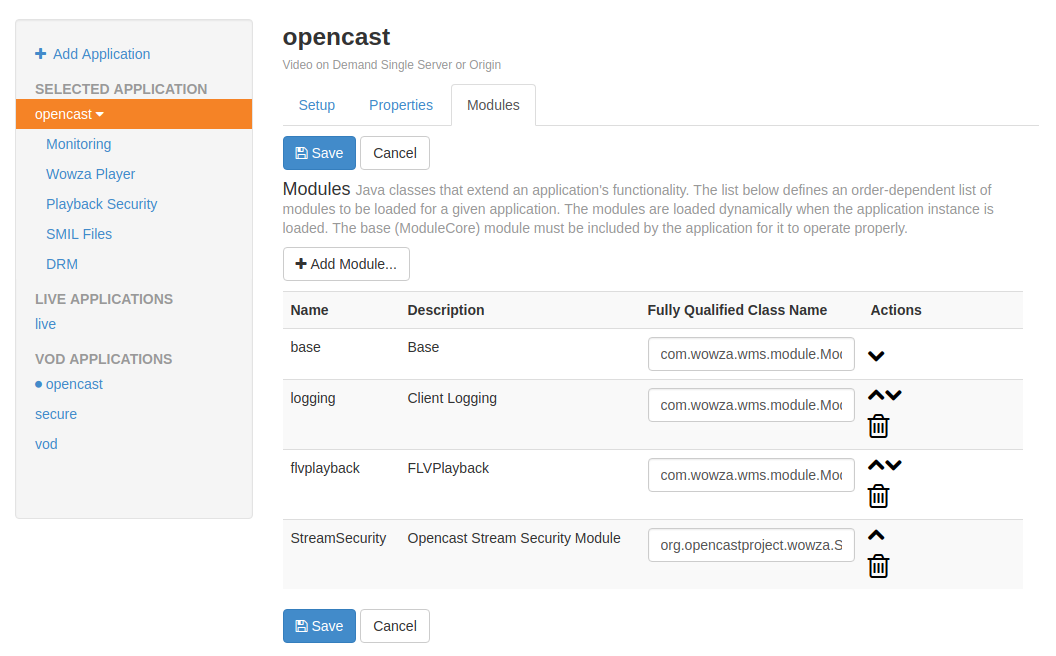 Add Application
SELECTED APPLICATION
opencast
Monitoring
Wowza Player
Playback Security
SMIL Files
DRM
LIVE APPLICATIONS
live
VOD APPLICATIONS
opencast
secure
vod
opencast
Video on Demand Single Server or Origin
Setup Properties Modules
Save Cancel
Modules Java classes that extend an application's functionality. The list below defines an order-dependent list of
modules to be loaded for a given application. The modules are loaded dynamically when the application instance is
loaded. The base (ModuleCore) module must be included by the application for it to operate properly.
Add Module...
Name Description Fully Qualified Class Name Actions
base Base com.wowza.wms.module.Mo
logging Client Logging com.wowza.wms.module.Mo
flvplayback FLVPlayback com.wowza.wms.module.Mo
StreamSecurity Opencast Stream Security Module org.opencastproject.wowza.S
Save Cancel